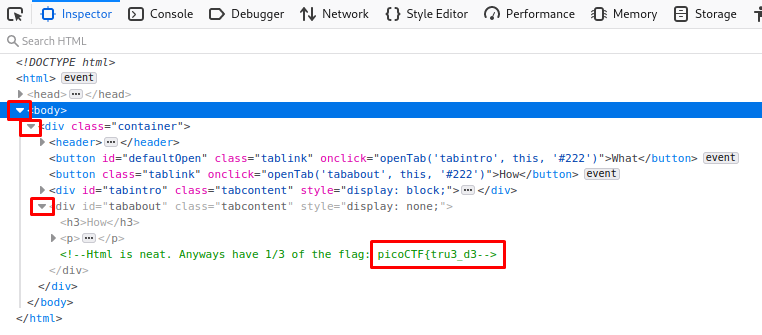 Inspector Console Debugger Network Style Editor Performance Memory Storage
Search HTML
<!DOCTYPE html>
<html> event
<head> ••• </head>
<body>
<div class="container">
<header> ••• </header>
<button id="defaultOpen" class="tablink" onclick="openTab('tabintro', this, '#222')">What</button> event
<button class="tablink" onclick="openTab('tababout', this, '#222')">How</button> event
<div id="tabintro" class="tabcontent" style="display: block;"> ••• </div>
<div id="tababout" class="tabcontent" style="display: none;">
<h3>How</h3>
<p> ••• </p>
<!--Html is neat. Anyways have 1/3 of the flag: picoCTF{tru3_d3-->
</div>
</div>
</body>
</html>